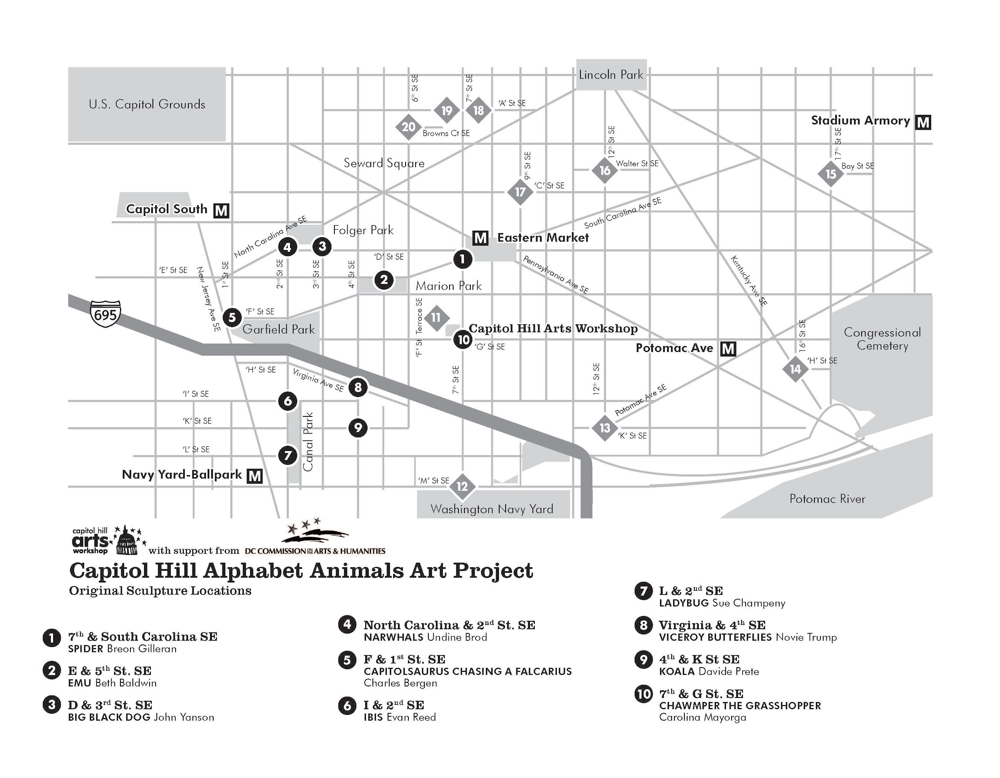 Lincoln Park
U.S. Capitol Grounds
6th St SE
7th St SE
19
18
'A' St SE
20
Browns Ct SE
Stadium Armory M
12th St SE
17th St SE
Seward Square
9th St SE
16
Walter St SE
15
Bay St SE
17
'C' St SE
Capitol South M
South Carolina Ave SE
North Carolina Ave SE
Folger Park
4
3
M Eastern Market
'D' St SE
1
Pennsylvania Ave SE
Kentucky Ave SE
'E' St SE
New Jersey Ave SE
1st St SE
2nd St SE
3rd St SE
4th St SE
2
Marion Park
695
5
'F' St SE
Garfield Park
'F' St Terrace SE
11
Capitol Hill Arts Workshop
10
'G' St SE
Potomac Ave M
16th St SE
Congressional
Cemetery
'H' St SE
Virginia Ave SE
8
7th St SE
12th St SE
14
'H' St SE
'I' St SE
6
Potomac Ave SE
'K' St SE
Canal Park
9
13
'K' St SE
'L' St SE
7
Navy Yard-Ballpark M
'M' St SE
12
Washington Navy Yard
Potomac River
capitol hill
arts
workshop
with support from DC COMMISSION ON THE ARTS & HUMANITIES
Capitol Hill Alphabet Animals Art Project
Original Sculpture Locations
1 7th & South Carolina SE
SPIDER Breon Gilleran
2 E & 5th St. SE
EMU Beth Baldwin
3 D & 3rd St. SE
BIG BLACK DOG John Yanson
4 North Carolina & 2nd St. SE
NARWHALS Undine Brod
5 F & 1st St. SE
CAPITOLSAURUS CHASING A FALCARIUS
Charles Bergen
6 I & 2nd SE
IBIS Evan Reed
7 L & 2nd SE
LADYBUG Sue Champeny
8 Virginia & 4th SE
VICEROY BUTTERFLIES Novie Trump
9 4th & K St SE
KOALA Davide Prete
10 7th & G St. SE
CHAWMPER THE GRASSHOPPER
Carolina Mayorga